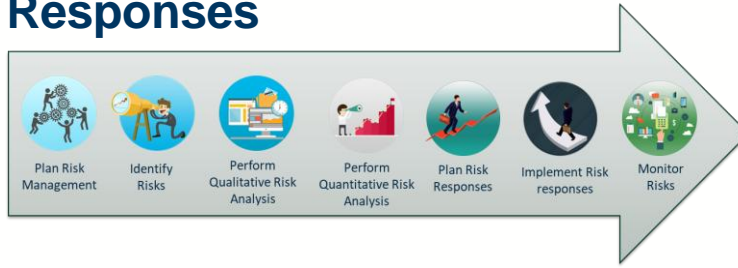 Responses
Plan Risk
Management
Identify
Risks
Perform
Qualitative Risk
Analysis
Perform
Quantitative Risk
Analysis
Plan Risk
Responses
Implement Risk
responses
Monitor
Risks